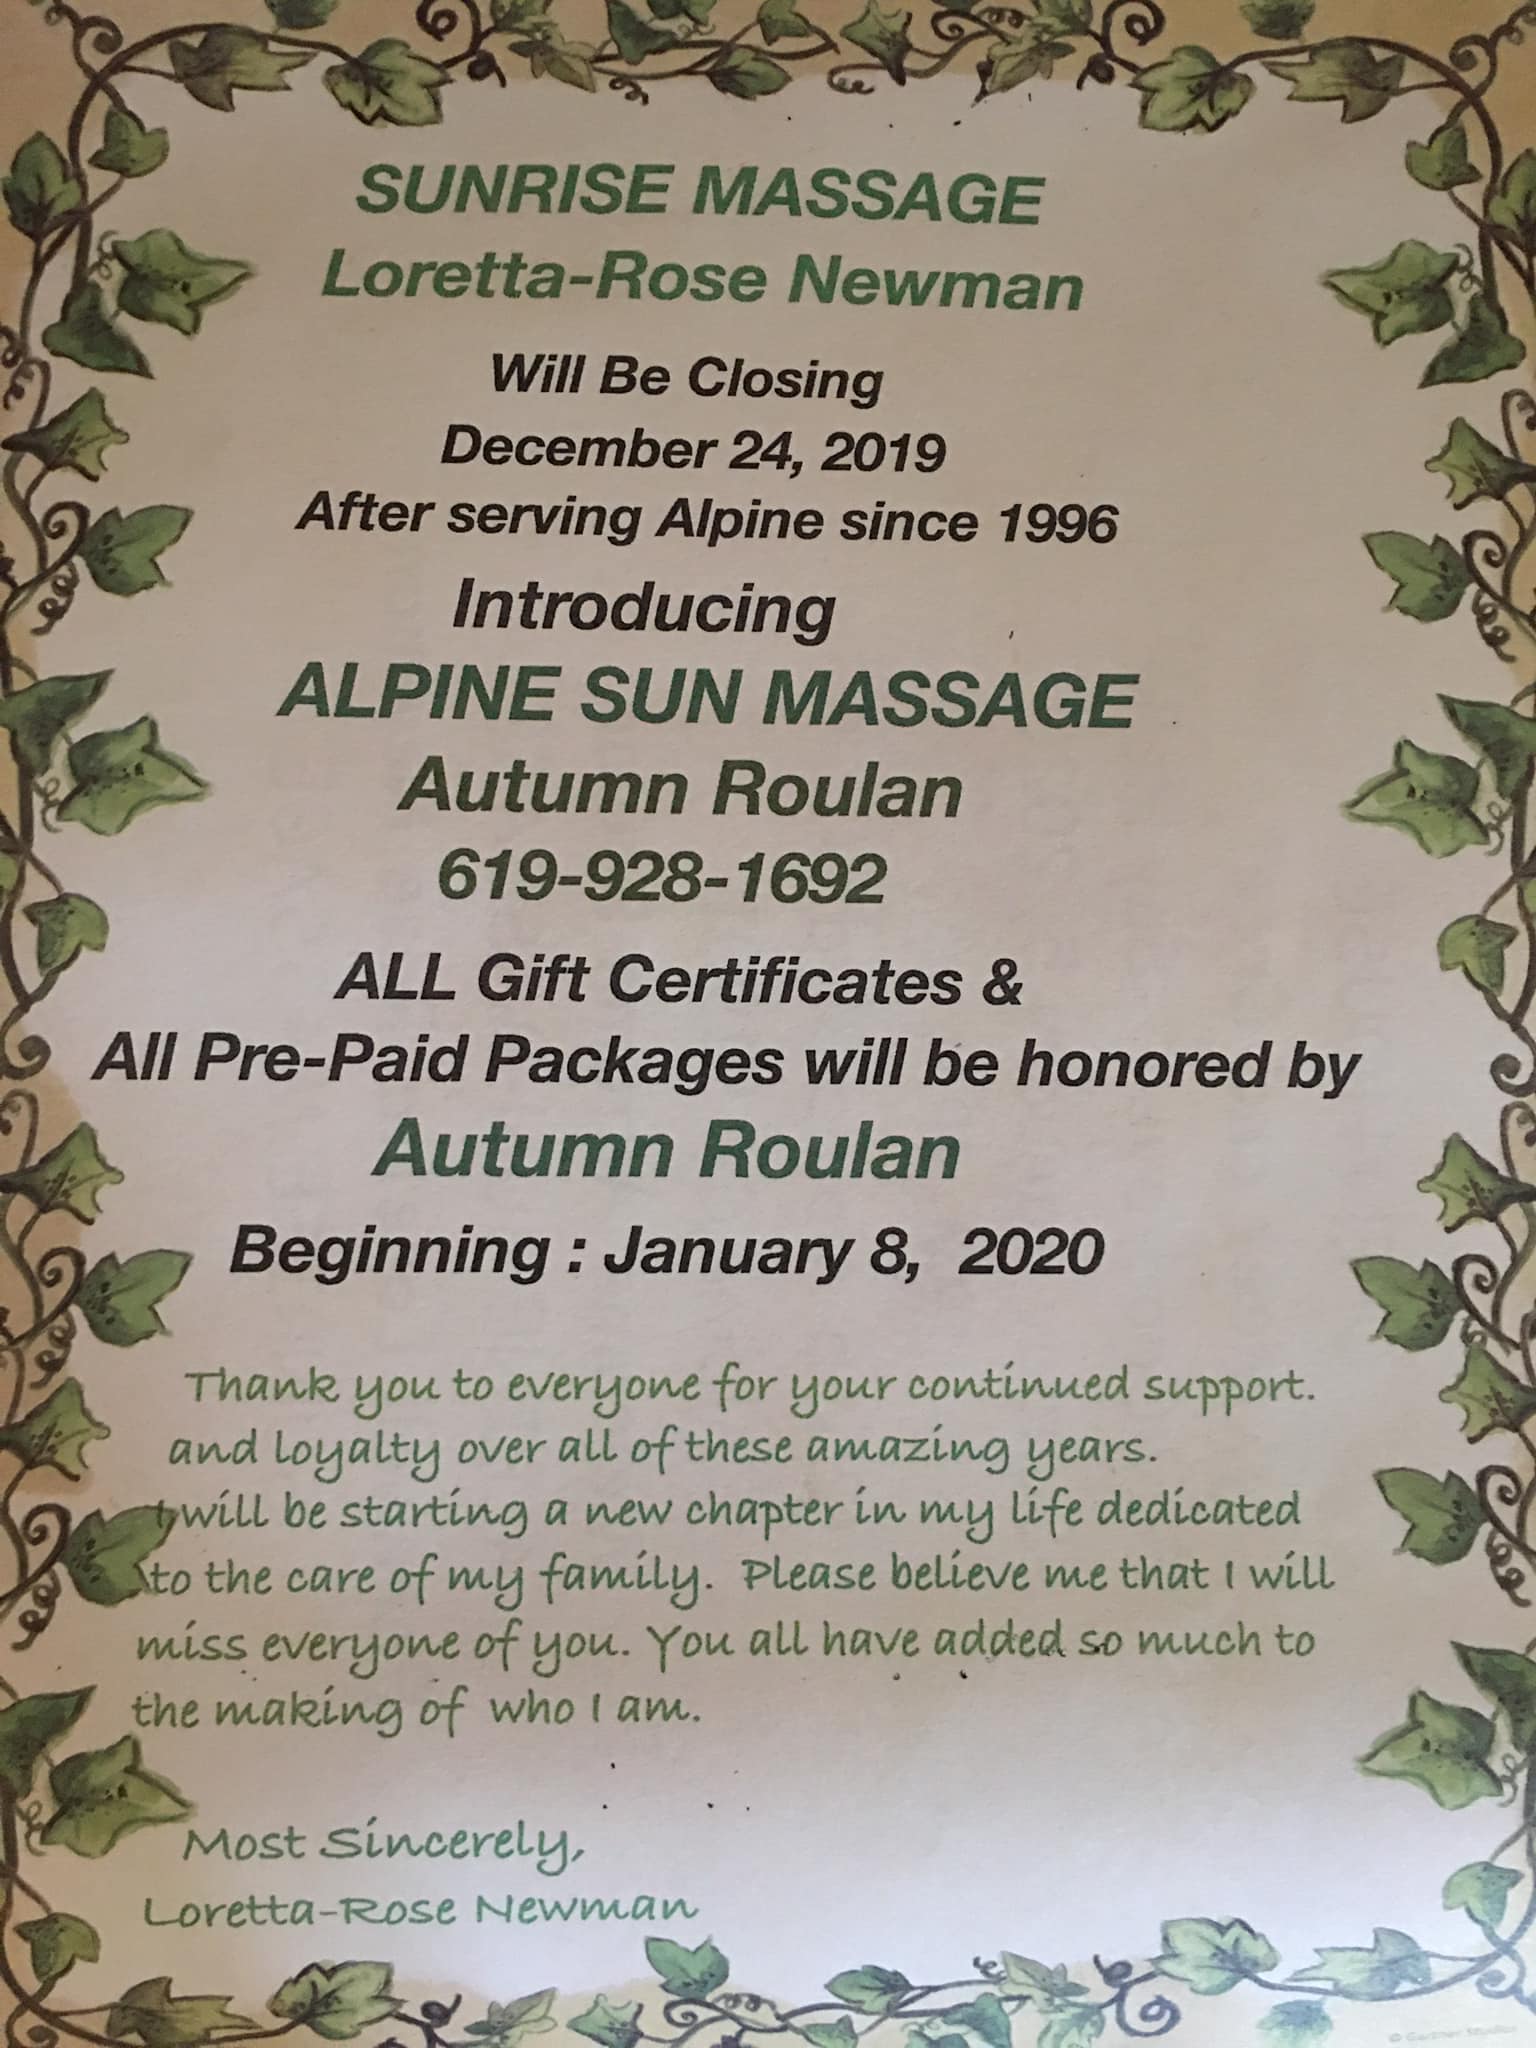 SUNRISE MASSAGE
Loretta-Rose Newman
Will Be Closing
December 24, 2019
After serving Alpine since 1996
Introducing
ALPINE SUN MASSAGE
Autumn Roulan
619-928-1692
ALL Gift Certificates &
All Pre-Paid Packages will be honored by
Autumn Roulan
Beginning : January 8, 2020
Thank you to everyone for your continued support.
and loyalty over all of these amazing years.
I will be starting a new chapter in my life dedicated
to the care of my family. Please believe me that I will
miss everyone of you. You all have added so much to
the making of who I am.
Most Sincerely,
Loretta-Rose Newman
© Gartner Studios